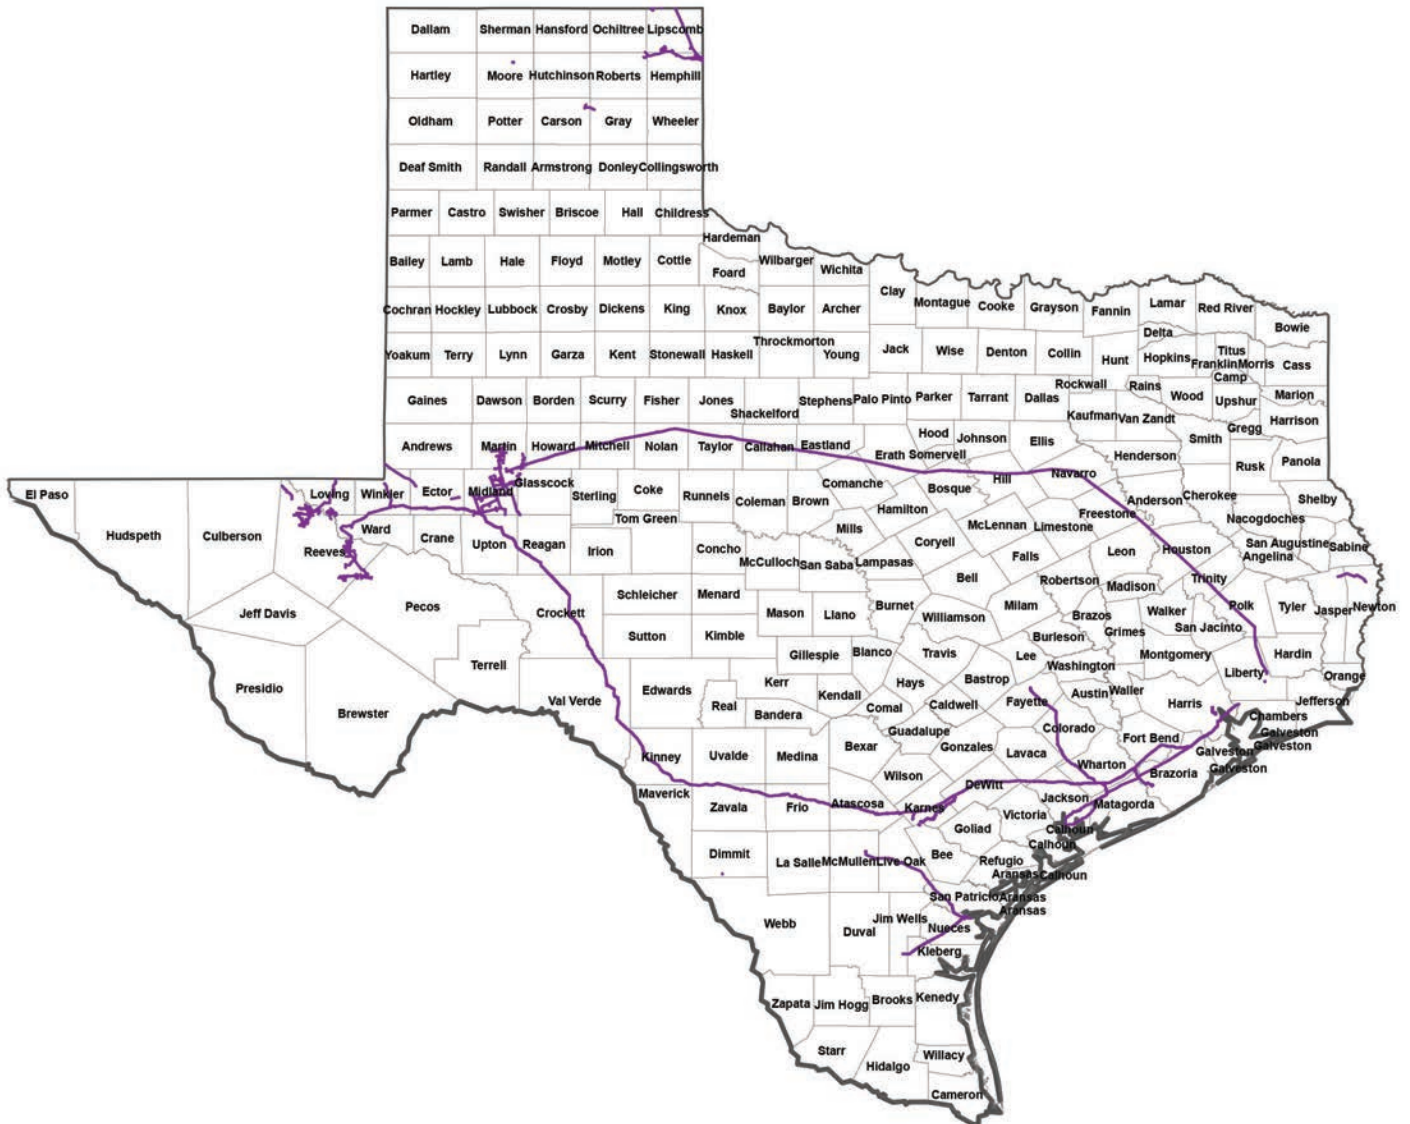 Dallam Sherman Hansford Ochiltree Lipscomb
Hartley Moore Hutchinson Roberts Hemphill
Oldham Potter Carson Gray Wheeler
Deaf Smith Randall Armstrong Donley Collingsworth
Parmer Castro Swisher Briscoe Hall Childress
Hardeman
Bailey Lamb Hale Floyd Motley Cottle Foard Wilbarger Wichita
Clay Montague Cooke Grayson Fannin Lamar Red River Bowie
Cochran Hockley Lubbock Crosby Dickens King Knox Baylor Archer
Delta
Throckmorton
Yoakum Terry Lynn Garza Kent Stonewall Haskell Young Jack Wise Denton Collin Hunt Hopkins Titus
Franklin Morris Cass
Camp
Rockwall Rains Wood Upshur Marion
Gaines Dawson Borden Scurry Fisher Jones Shackelford Stephens Palo Pinto Parker Tarrant Dallas
Kaufman Van Zandt Gregg Harrison
Andrews Martin Howard Mitchell Nolan Taylor Callahan Eastland Erath Hood Somervell Johnson Ellis Smith
Henderson Rusk Panola
El Paso Loving Winkler Ector Midland Glasscock Sterling Coke Runnels Coleman Brown Comanche Bosque Hill Navarro
Anderson Cherokee Shelby
Tom Green Hamilton Freestone Nacogdoches
Hudspeth Culberson Reeves Ward Crane Upton Reagan Irion Mills McLennan Limestone
Concho McCulloch San Saba Lampasas Coryell Falls Leon Houston San Augustine Sabine
Angelina
Bell Robertson Madison Trinity
Jeff Davis Pecos Crockett Schleicher Menard Mason Llano Burnet Williamson Milam Brazos Walker Polk Tyler Jasper Newton
Grimes San Jacinto
Sutton Kimble Burleson
Terrell Gillespie Blanco Travis Lee Washington Montgomery Hardin
Presidio Brewster Val Verde Edwards Real Kerr Kendall Hays Bastrop Liberty Orange
Bandera Comal Caldwell Fayette Austin Waller Harris Jefferson
Chambers
Guadalupe Colorado Galveston
Kinney Uvalde Medina Bexar Gonzales Lavaca Fort Bend Galveston Galveston
Wilson Wharton Brazoria Galveston
Maverick Zavala Frio Atascosa Karnes DeWitt Jackson Matagorda
Victoria
Goliad Calhoun
Calhoun
Dimmit La Salle McMullen Live Oak Bee Refugio
Aransas Calhoun
San Patricio Aransas
Aransas
Webb Duval Jim Wells Nueces
Kleberg
Zapata Jim Hogg Brooks Kenedy
Starr Hidalgo Willacy
Cameron